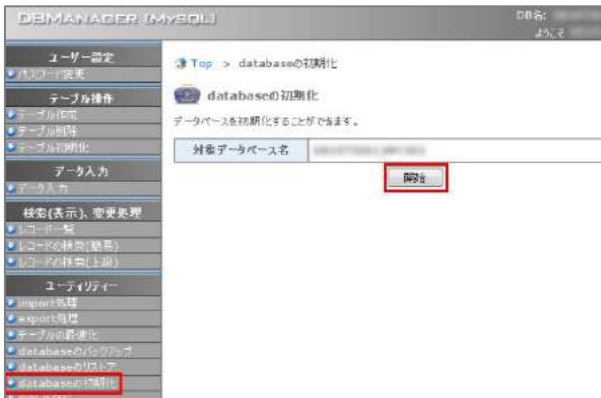 DBMANAGER (MySQL)
DB名:
ようこそ
ユーザー設定
パスワード変更
テーブル操作
テーブル作成
テーブル削除
テーブル初期化
データ入力
データ入力
検索(表示)、変更処理
レコード一覧
レコードの検索(簡易)
レコードの検索(上級)
ユーティリティー
import処理
export処理
テーブルの最適化
databaseのバックアップ
databaseのリストア
databaseの初期化
Top > databaseの初期化
databaseの初期化
データベースを初期化することができます。
対象データベース名
開始